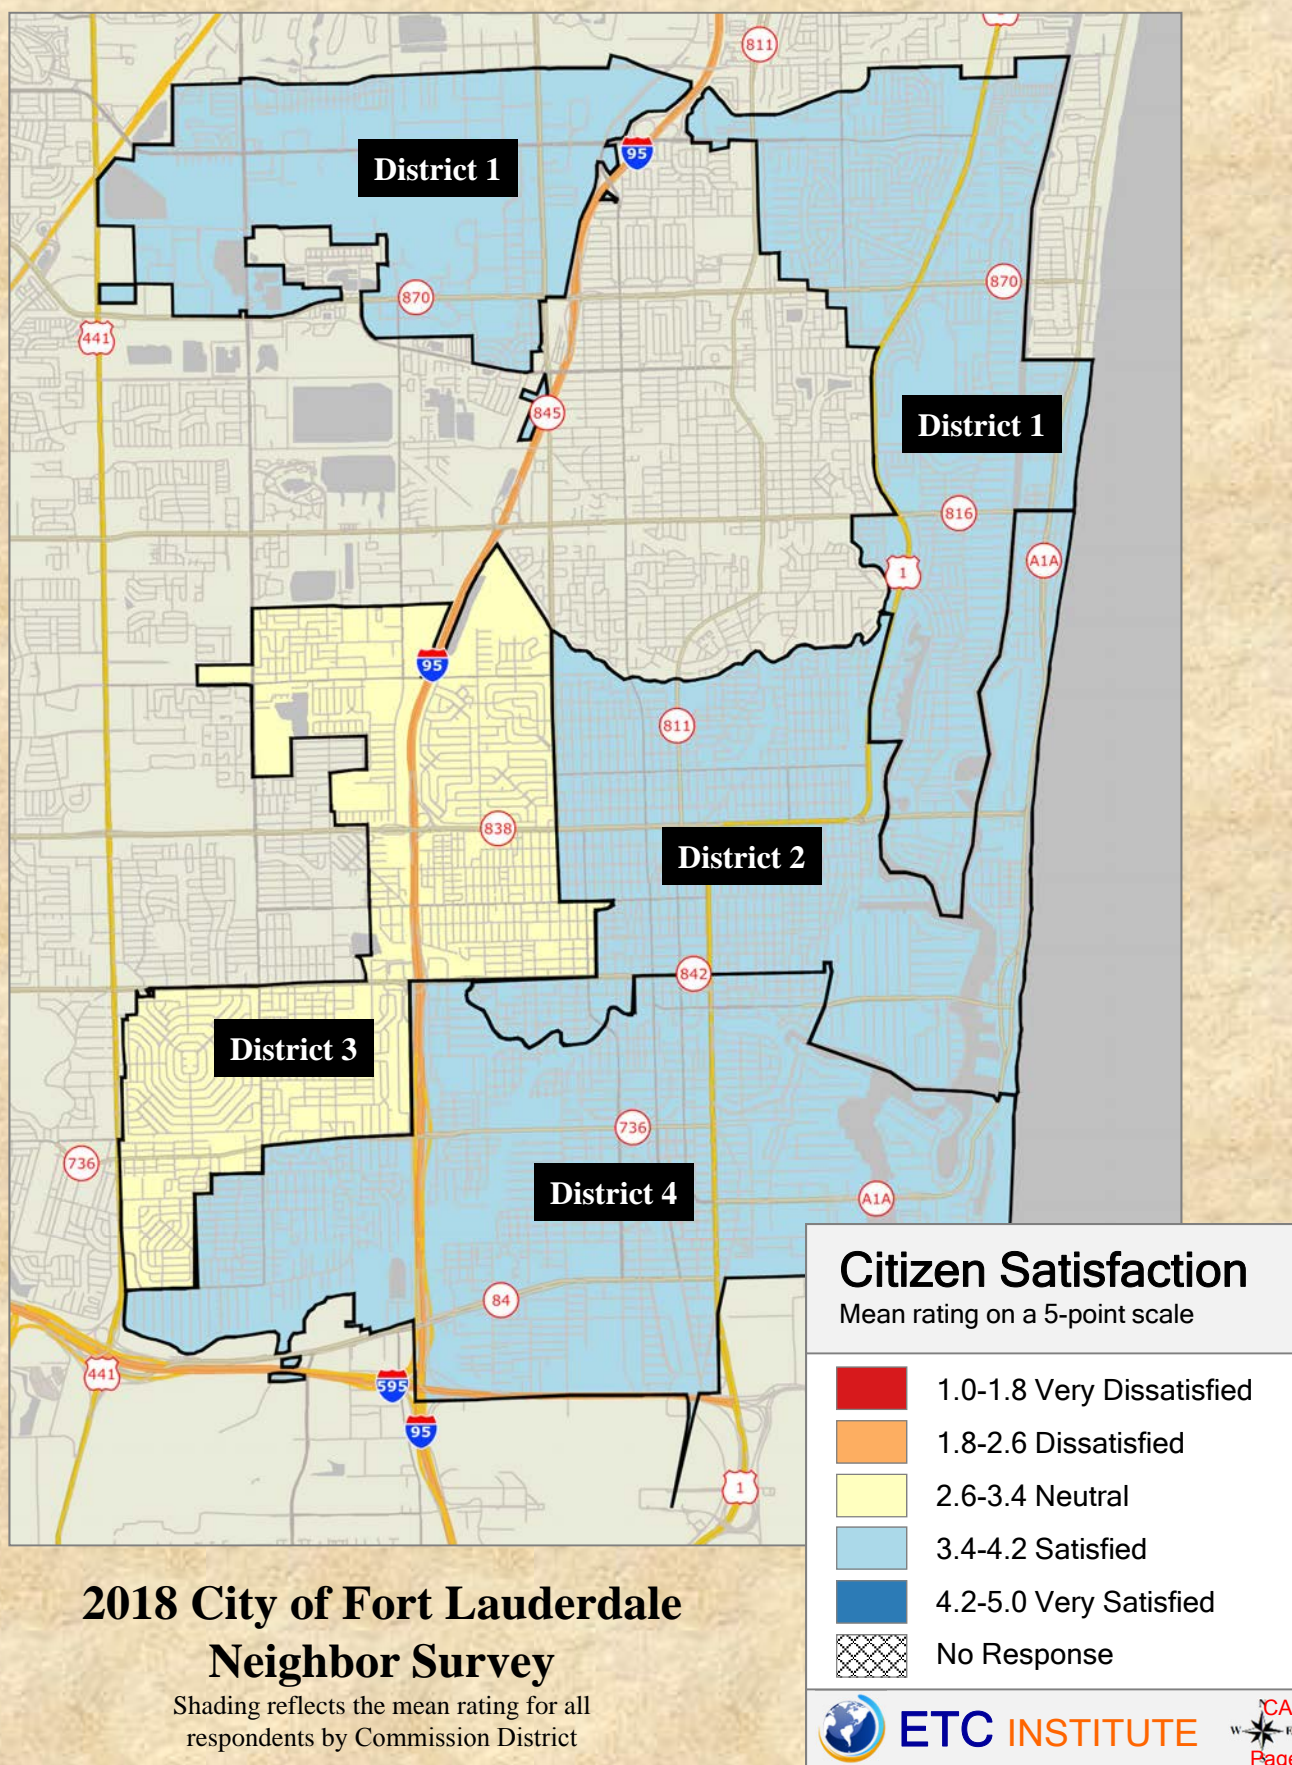 811
District 1
95
870
870
441
845
District 1
816
A1A
1
95
811
838
District 2
842
District 3
736
736
District 4
A1A
84
441
595
95
1
Citizen Satisfaction
Mean rating on a 5-point scale
1.0-1.8 Very Dissatisfied
1.8-2.6 Dissatisfied
2.6-3.4 Neutral
3.4-4.2 Satisfied
4.2-5.0 Very Satisfied
No Response
2018 City of Fort Lauderdale
Neighbor Survey
Shading reflects the mean rating for all
respondents by Commission District
ETC INSTITUTE
W
CA
Page